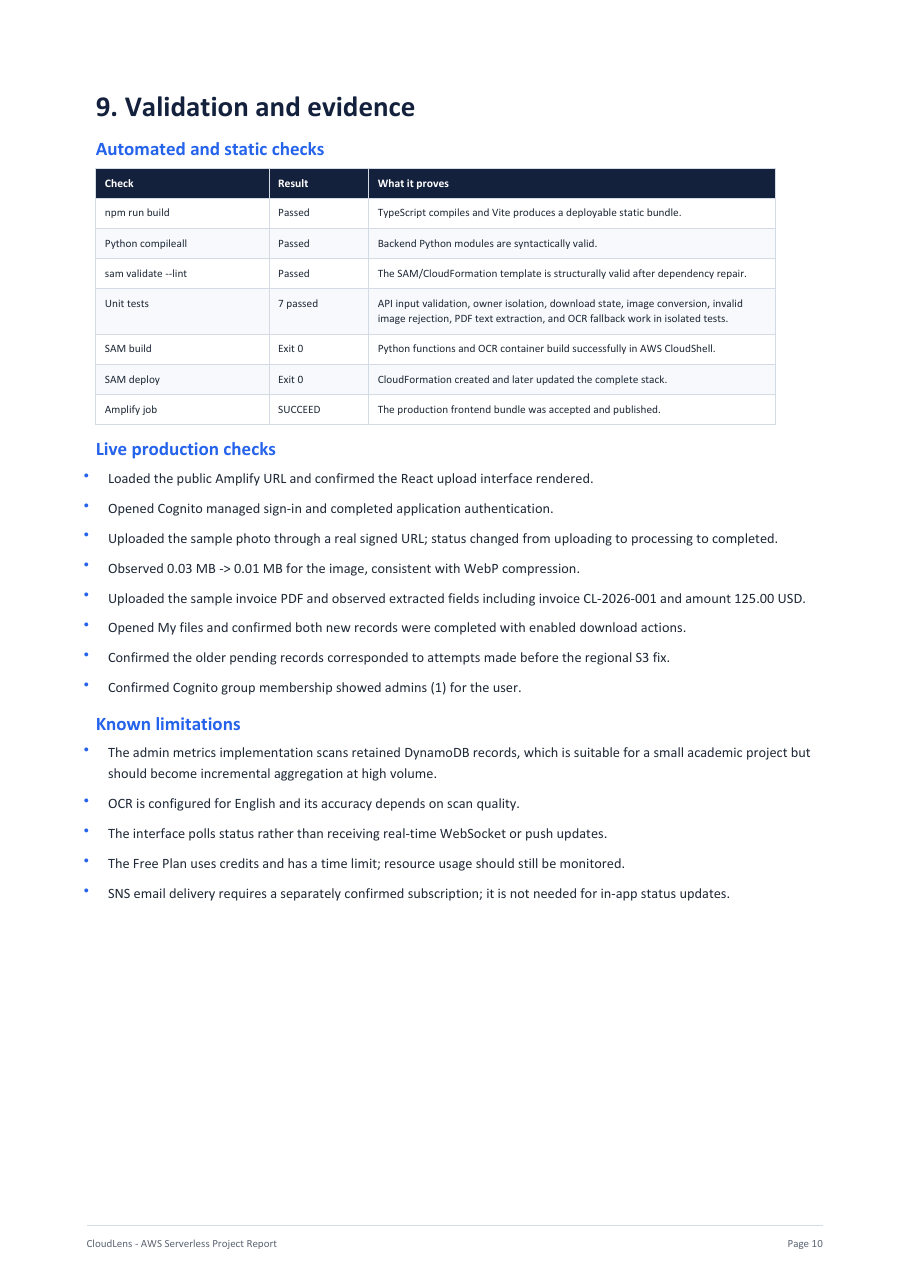 9. Validation and evidence
Automated and static checks
Check Result What it proves
npm run build Passed TypeScript compiles and Vite produces a deployable static bundle.
Python compileall Passed Backend Python modules are syntactically valid.
sam validate --lint Passed The SAM/CloudFormation template is structurally valid after dependency repair.
Unit tests 7 passed API input validation, owner isolation, download state, image conversion, invalid
image rejection, PDF text extraction, and OCR fallback work in isolated tests.
SAM build Exit 0 Python functions and OCR container build successfully in AWS CloudShell.
SAM deploy Exit 0 CloudFormation created and later updated the complete stack.
Amplify job SUCCEED The production frontend bundle was accepted and published.
Live production checks
• Loaded the public Amplify URL and confirmed the React upload interface rendered.
• Opened Cognito managed sign-in and completed application authentication.
• Uploaded the sample photo through a real signed URL; status changed from uploading to processing to completed.
• Observed 0.03 MB -> 0.01 MB for the image, consistent with WebP compression.
• Uploaded the sample invoice PDF and observed extracted fields including invoice CL-2026-001 and amount 125.00 USD.
• Opened My files and confirmed both new records were completed with enabled download actions.
• Confirmed the older pending records corresponded to attempts made before the regional S3 fix.
• Confirmed Cognito group membership showed admins (1) for the user.
Known limitations
• The admin metrics implementation scans retained DynamoDB records, which is suitable for a small academic project but
should become incremental aggregation at high volume.
• OCR is configured for English and its accuracy depends on scan quality.
• The interface polls status rather than receiving real-time WebSocket or push updates.
• The Free Plan uses credits and has a time limit; resource usage should still be monitored.
• SNS email delivery requires a separately confirmed subscription; it is not needed for in-app status updates.
CloudLens - AWS Serverless Project Report Page 10